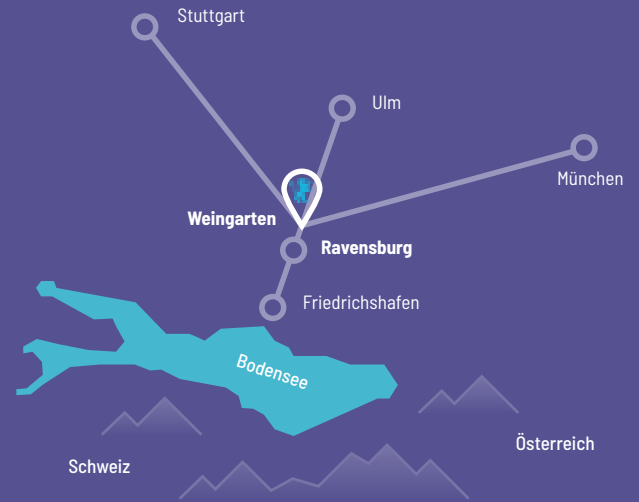 Stuttgart
Ulm
München
Weingarten
Ravensburg
Friedrichshafen
Bodensee
Österreich
Schweiz